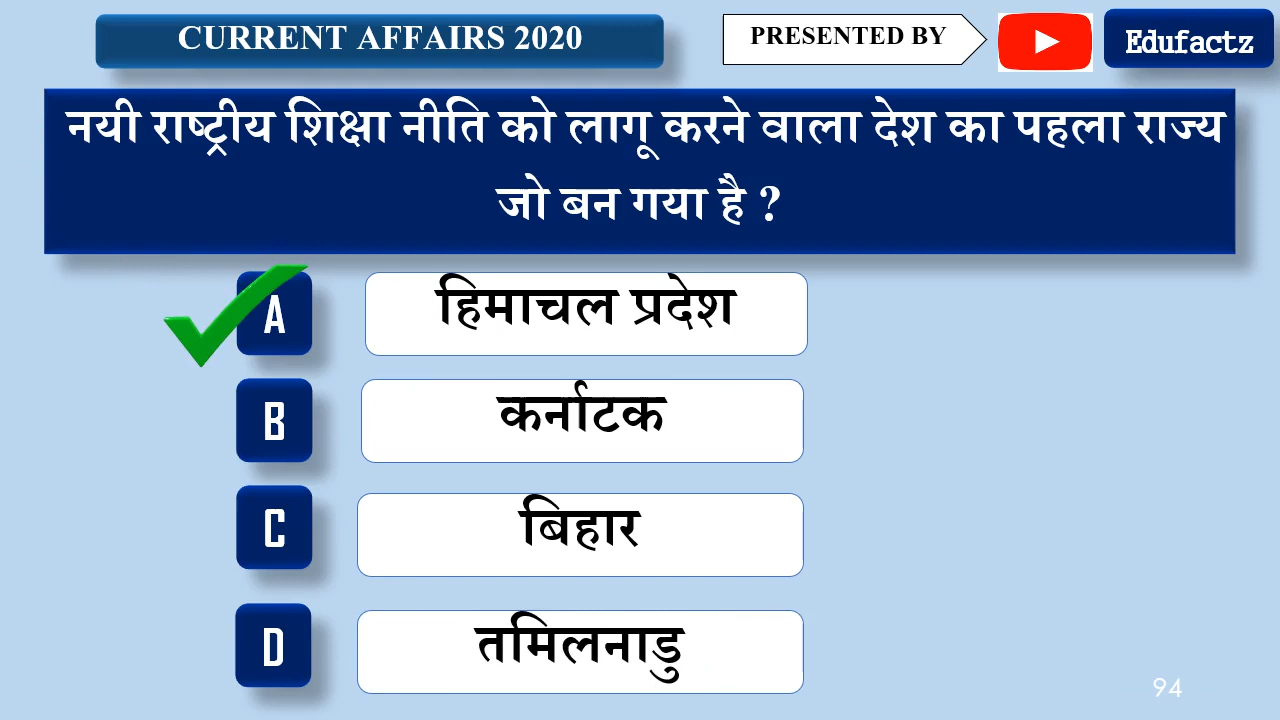 CURRENT AFFAIRS 2020
PRESENTED BY
Edufactz
नयी राष्ट्रीय शिक्षा नीति को लागू करने वाला देश का पहला राज्य
जो बन गया है ?
A
हिमाचल प्रदेश
B
कर्नाटक
C
बिहार
D
तमिलनाडु
94